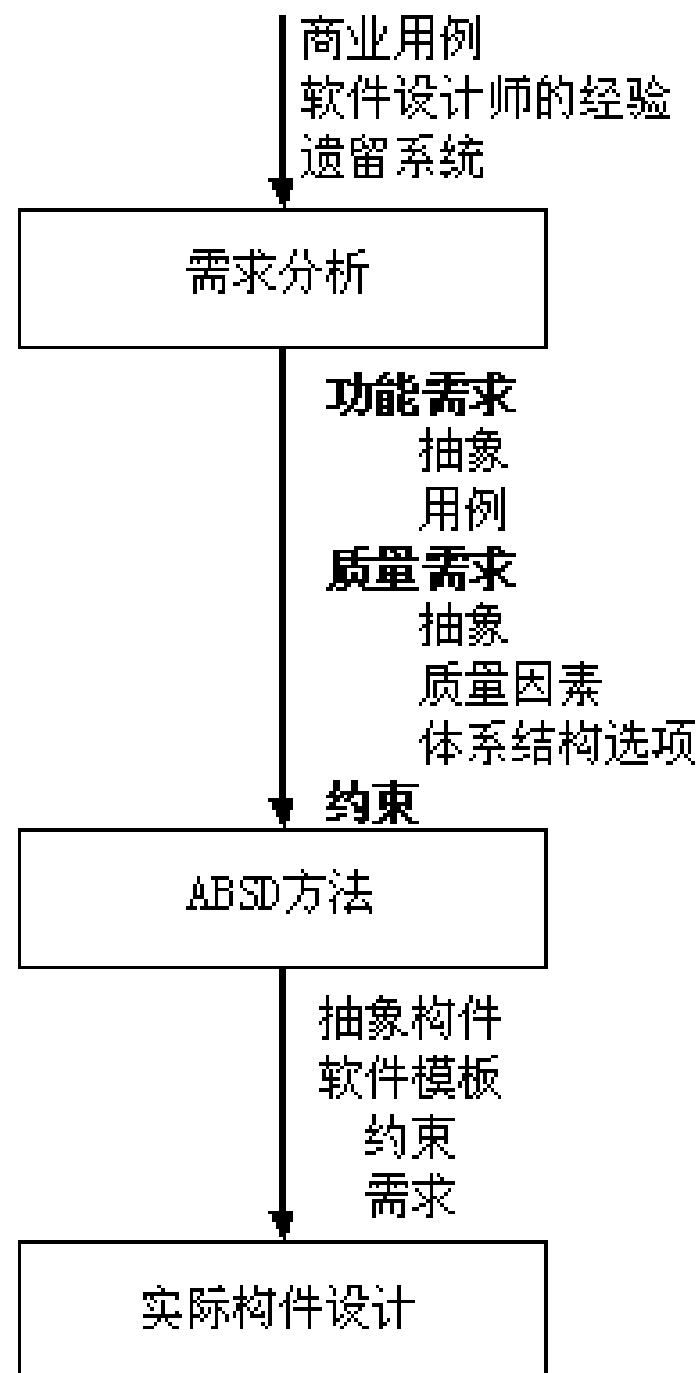 商业用例
软件设计师的经验
遗留系统
需求分析
功能需求
抽象
用例
质量需求
抽象
质量因素
体系结构选项
约束
ABSD方法
抽象构件
软件模板
约束
需求
实际构件设计